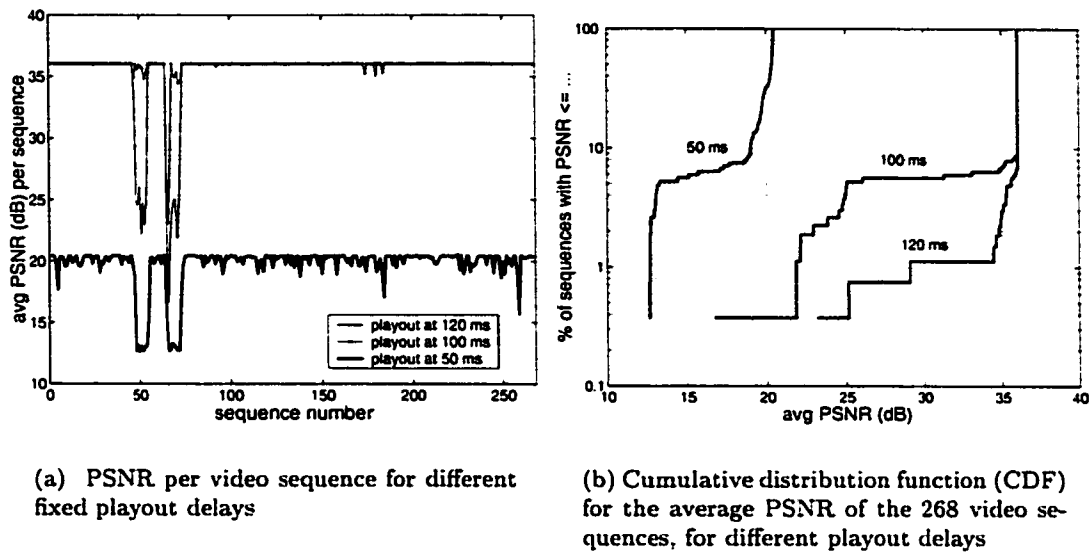 40
35
30
25
20
15
10
avg PSNR (dB) per sequence
playout at 120 ms
playout at 100 ms
playout at 50 ms
0
50
100
150
200
250
sequence number
100
10
1
0.1
% of sequences with PSNR <= ...
50 ms
100 ms
120 ms
10
15
20
25
30
35
40
avg PSNR (dB)
(a) PSNR per video sequence for different
fixed playout delays
(b) Cumulative distribution function (CDF)
for the average PSNR of the 268 video se-
quences, for different playout delays